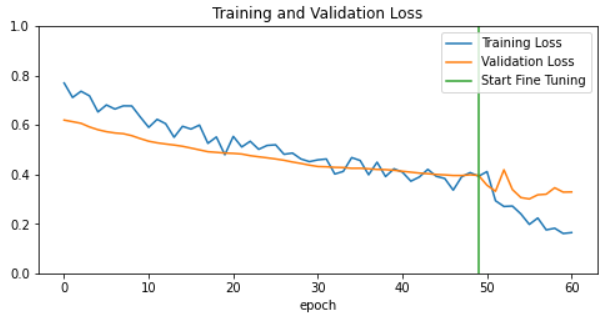 Training and Validation Loss
1.0
0.8
0.6
0.4
0.2
0.0
Training Loss
Validation Loss
Start Fine Tuning
0 10 20 30 40 50 60
epoch